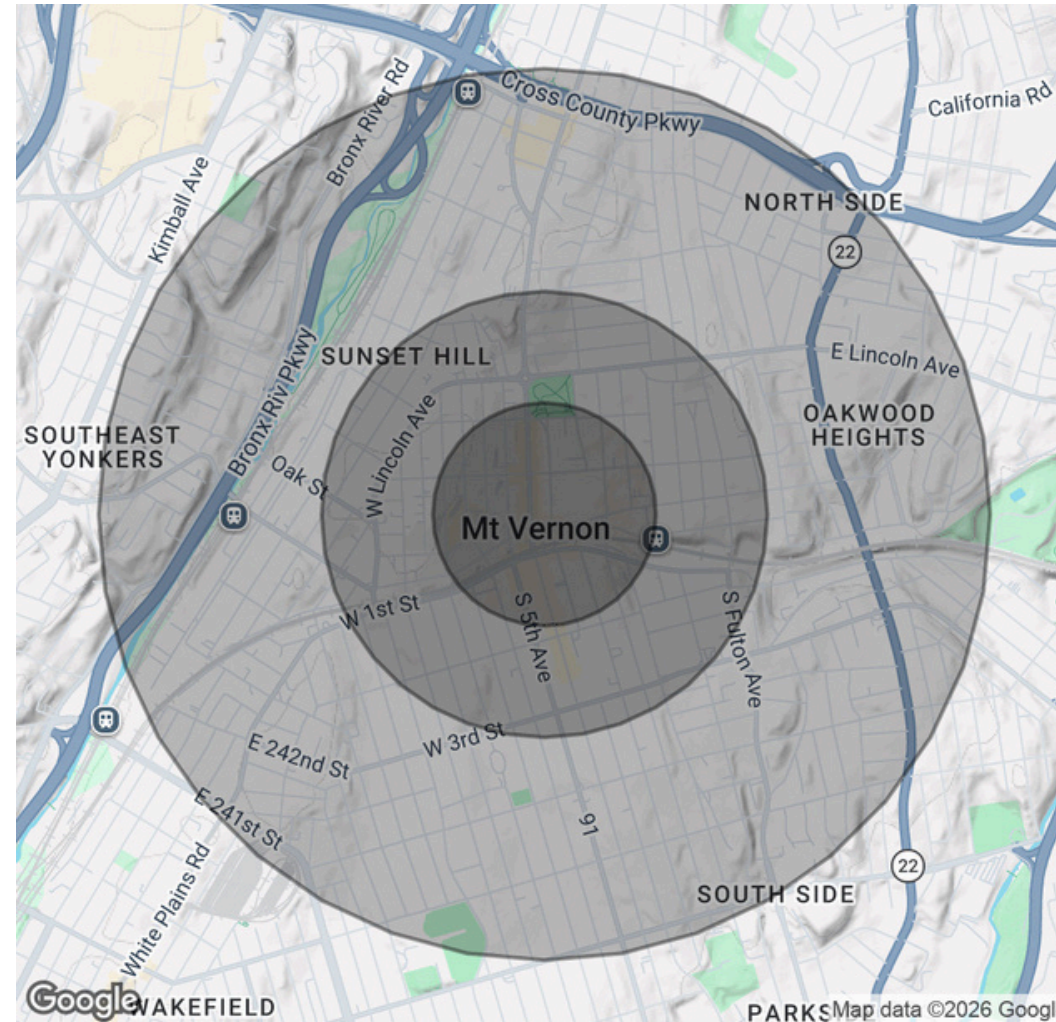 Cross County Pkwy
Bronx River Rd
California Rd
Kimball Ave
NORTH SIDE
22
SUNSET HILL
E Lincoln Ave
Bronx Riv Pkwy
W Lincoln Ave
OAKWOOD
HEIGHTS
SOUTHEAST
YONKERS
Oak St
Mt Vernon
W 1st St
S 5th Ave
S Fulton Ave
W 3rd St
E 242nd St
E 241st St
91
22
SOUTH SIDE
White Plains Rd
Google
WAKEFIELD
PARKS
Map data ©2026 Googl